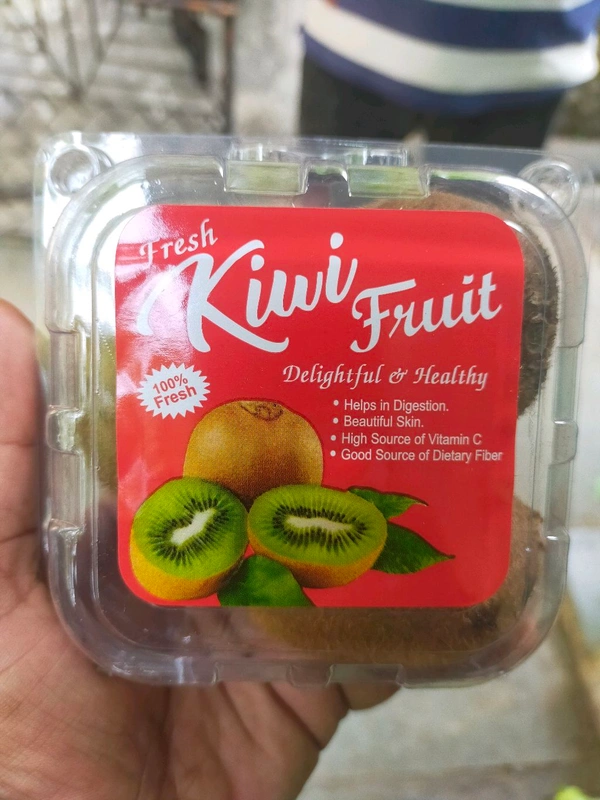 Fresh
Kiwi
Fruit
Delightful & Healthy
100%
Fresh
• Helps in Digestion.
• Beautiful Skin.
• High Source of Vitamin C
• Good Source of Dietary Fiber